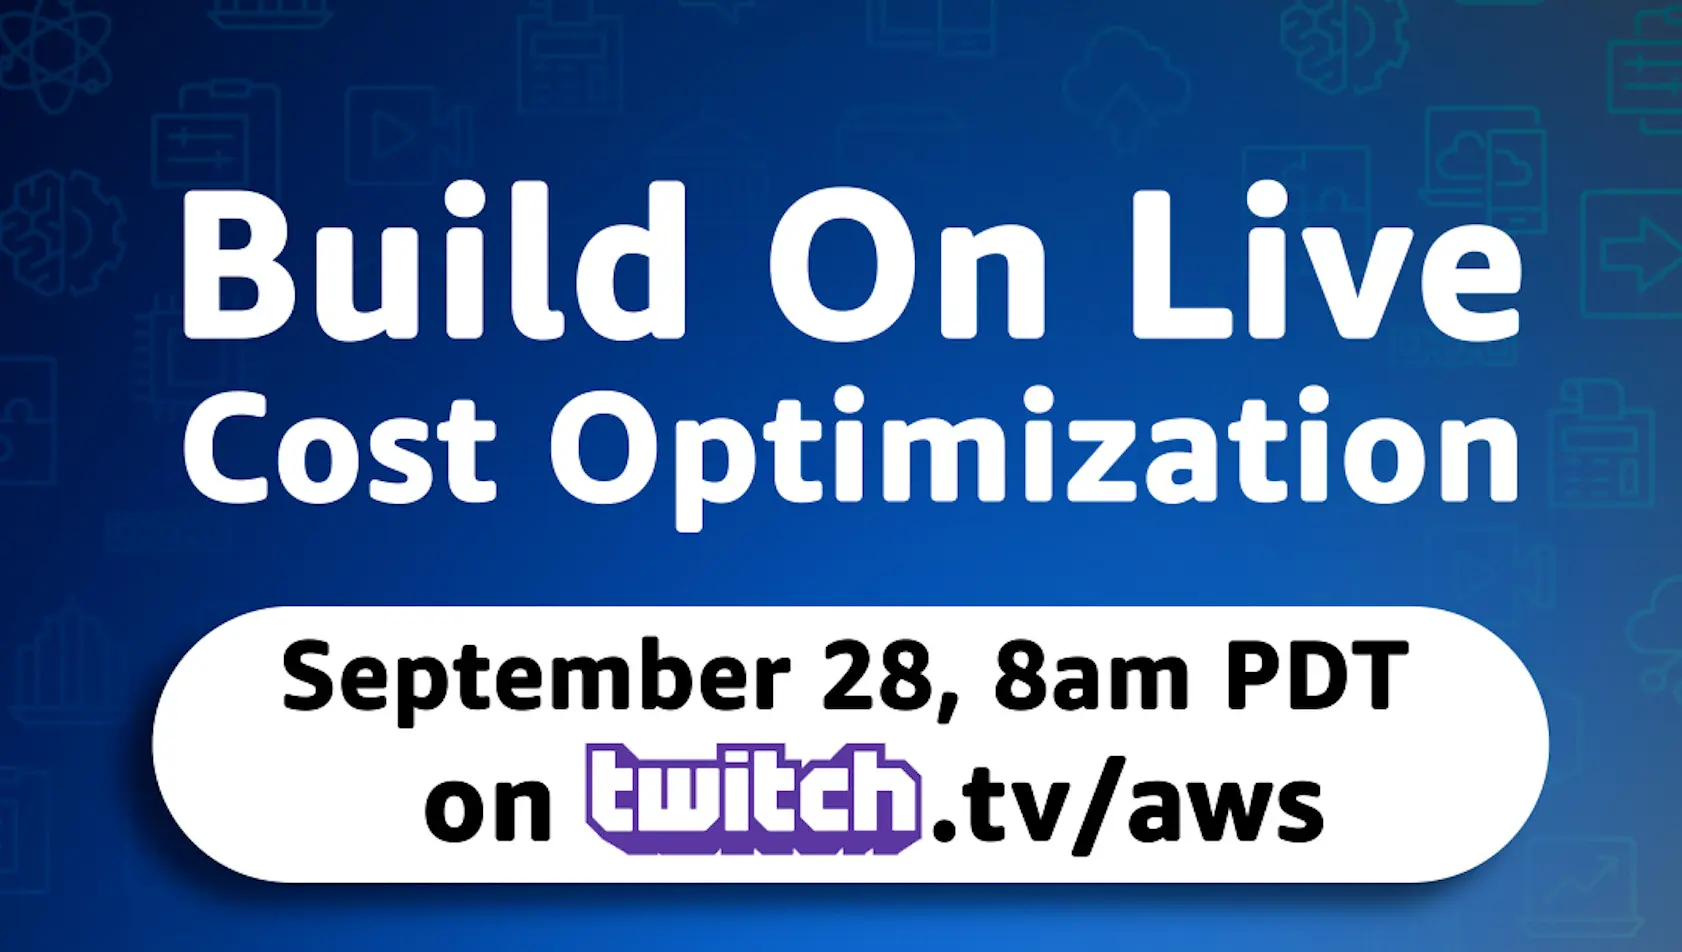 Build On Live
Cost Optimization
September 28, 8am PDT
on twitch.tv/aws